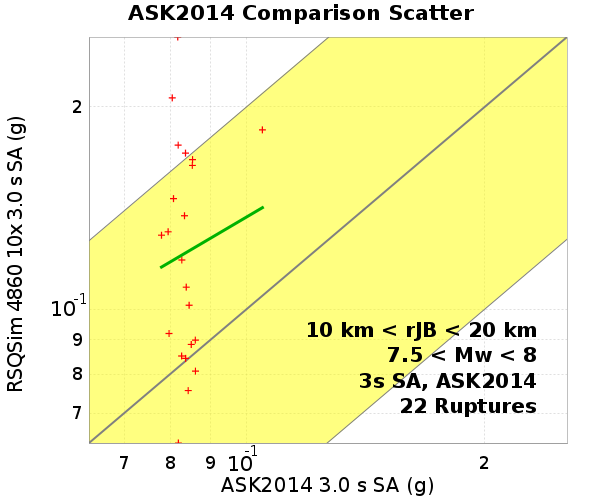 ASK2014 Comparison Scatter
RSQSim 4860 10x 3.0 s SA (g)
2
10⁻¹
9
8
7
10 km < rJB < 20 km
7.5 < Mw < 8
3s SA, ASK2014
22 Ruptures
7 8 9 10⁻¹ 2
ASK2014 3.0 s SA (g)